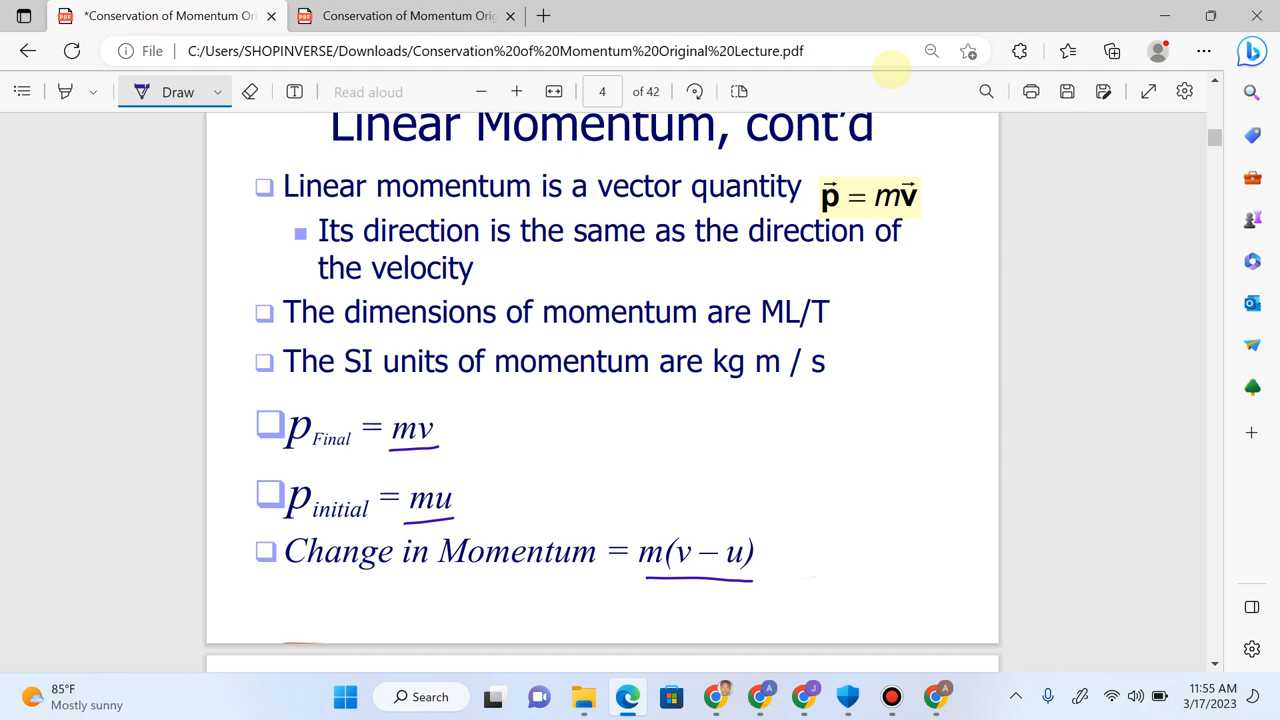 *Conservation of Momentum Ori
Conservation of Momentum Orig
File
C:/Users/SHOPINVERSE/Downloads/Conservation%20of%20Momentum%20Original%20Lecture.pdf
Draw
Read aloud
4
of 42
Linear Momentum, cont'd
Linear momentum is a vector quantity
p⃗ = mv⃗
Its direction is the same as the direction of
the velocity
The dimensions of momentum are ML/T
The SI units of momentum are kg m / s
pFinal = mv
pinitial = mu
Change in Momentum = m(v – u)
85°F
Mostly sunny
Search
A
J
A
11:55 AM
3/17/2023